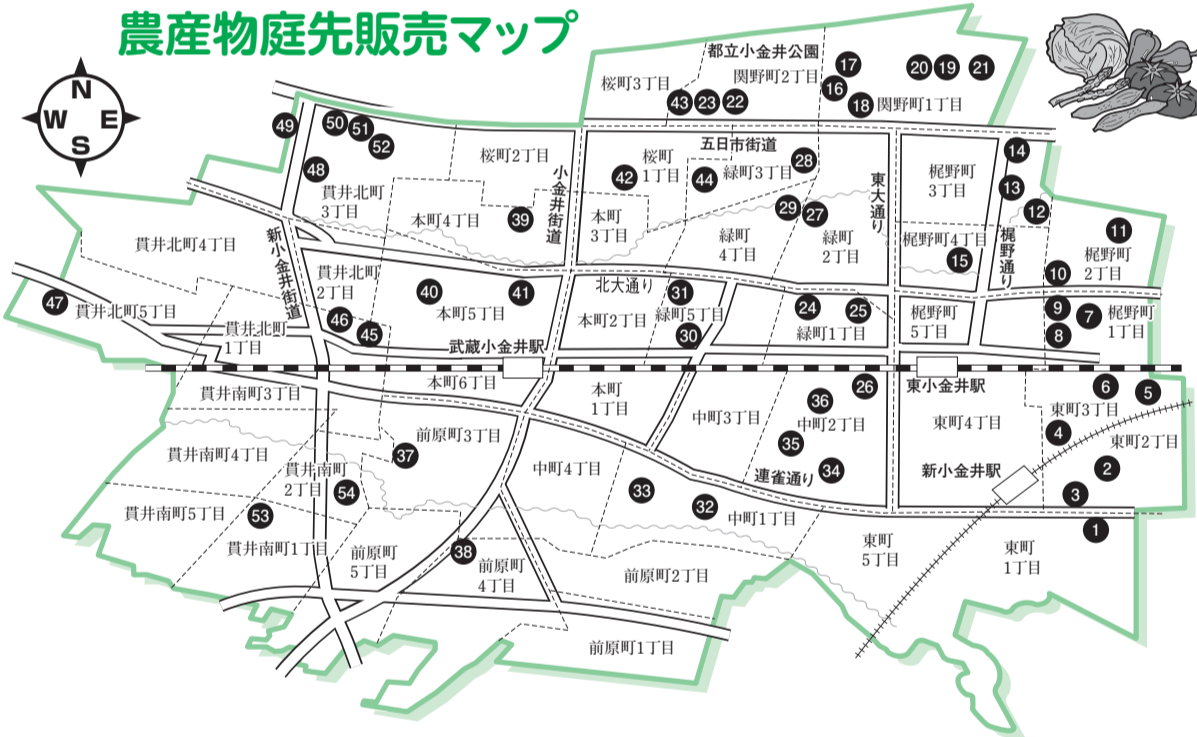 農産物庭先販売マップ
N
W E
S
都立小金井公園
桜町3丁目
関野町2丁目
17
20 19 21
16
18
関野町1丁目
43 23 22
49
50 51
52
48
貫井北町
3丁目
桜町2丁目
小金井街道
五日市街道
42
桜町
1丁目
44
緑町3丁目
28
東大通り
梶野町
3丁目
14
13
12
11
梶野町
2丁目
本町4丁目
39
本町
3丁目
29 27
緑町
4丁目
緑町
2丁目
梶野町4丁目
15
梶野通り
10
貫井北町4丁目
新小金井街道
貫井北町
2丁目
47
貫井北町5丁目
貫井北町
1丁目
46 45
40
41
本町5丁目
北大通り
本町2丁目
31
緑町5丁目
30
24 25
緑町1丁目
梶野町
5丁目
9
8
7
梶野町
1丁目
武蔵小金井駅
東小金井駅
本町6丁目
本町
1丁目
貫井南町3丁目
貫井南町4丁目
貫井南町
2丁目
54
貫井南町5丁目
53
貫井南町1丁目
37
前原町3丁目
中町3丁目
26
36
中町2丁目
35
34
連雀通り
東町4丁目
6
5
東町3丁目
4
東町2丁目
2
3
新小金井駅
1
中町4丁目
33
32
中町1丁目
東町
5丁目
東町
1丁目
前原町
5丁目
38
前原町
4丁目
前原町2丁目
前原町1丁目